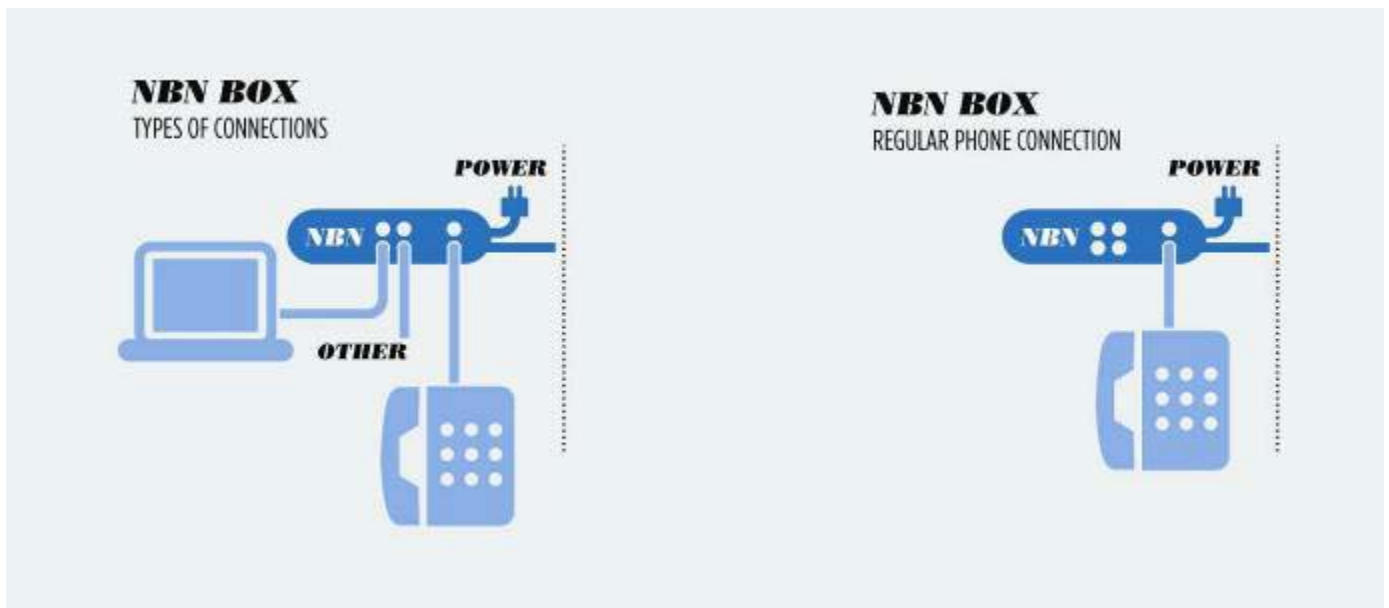 NBN BOX
TYPES OF CONNECTIONS
POWER
NBN
OTHER
NBN BOX
REGULAR PHONE CONNECTION
POWER
NBN